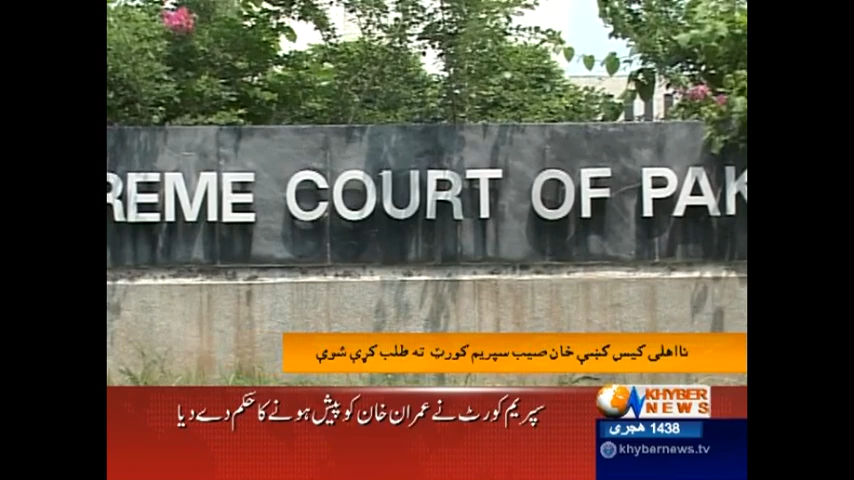 REME COURT OF PAK
نااهلی کیس کښې خان صیب سپریم کورټ ته طلب کړې شوې
سپریم کورٹ نے عمران خان کو پیش ہونے کا حکم دے دیا
KHYBER
NEWS
1438 هجری
khybernews.tv